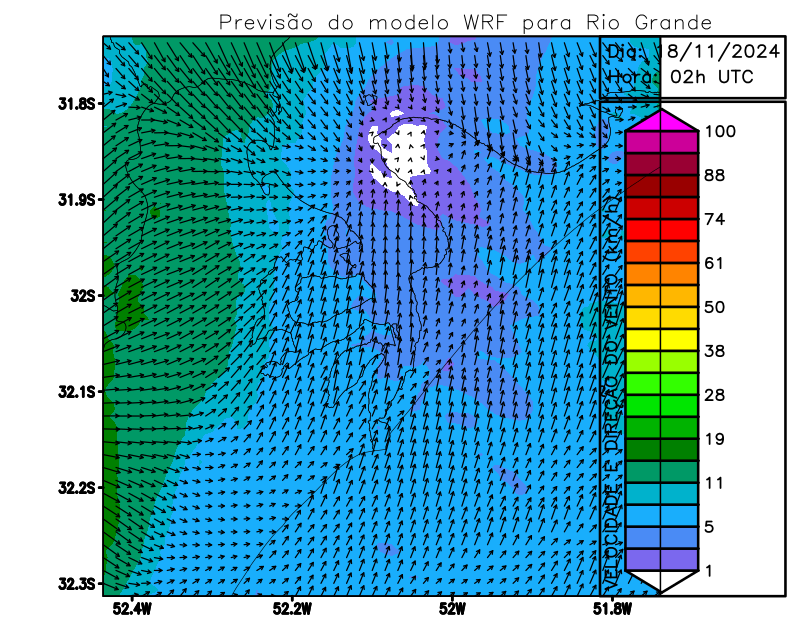 Previsão do modelo WRF para Rio Grande
Dia: 18/11/2024
Hora: 02h UTC
31.8S
31.9S
32S
32.1S
32.2S
32.3S
52.4W
52.2W
52W
51.8W
VELOCIDADE E DIREÇÃO DO VENTO (km/h)
100
88
74
61
50
38
28
19
11
5
1